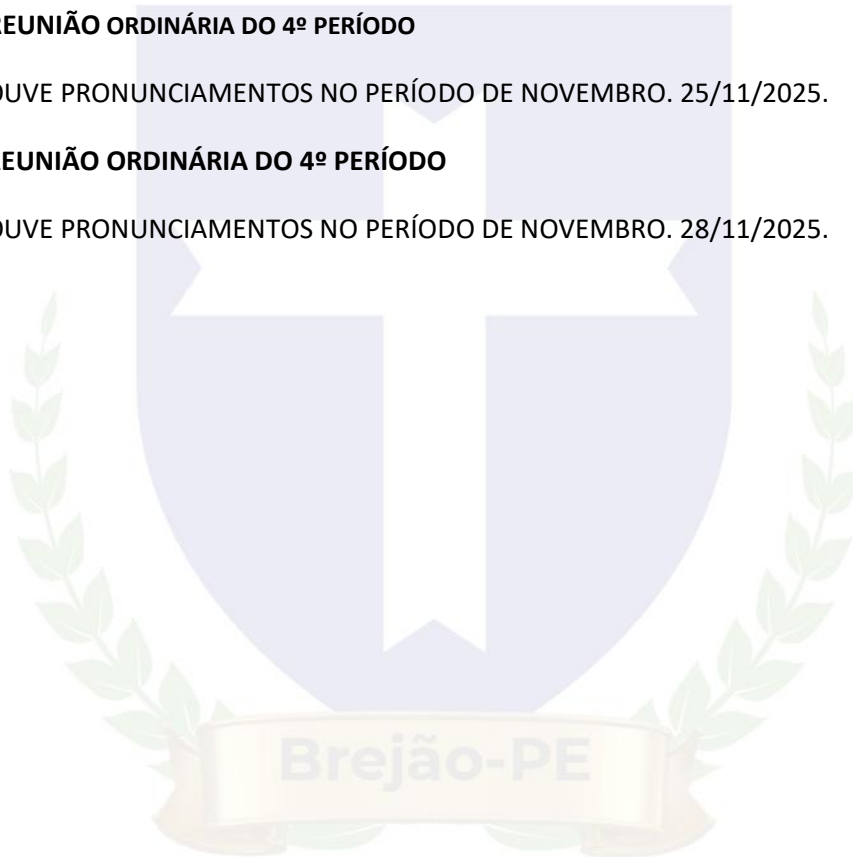 REUNIÃO ORDINÁRIA DO 4º PERÍODO
OUVE PRONUNCIAMENTOS NO PERÍODO DE NOVEMBRO. 25/11/2025.
REUNIÃO ORDINÁRIA DO 4º PERÍODO
OUVE PRONUNCIAMENTOS NO PERÍODO DE NOVEMBRO. 28/11/2025.
Brejão-PE